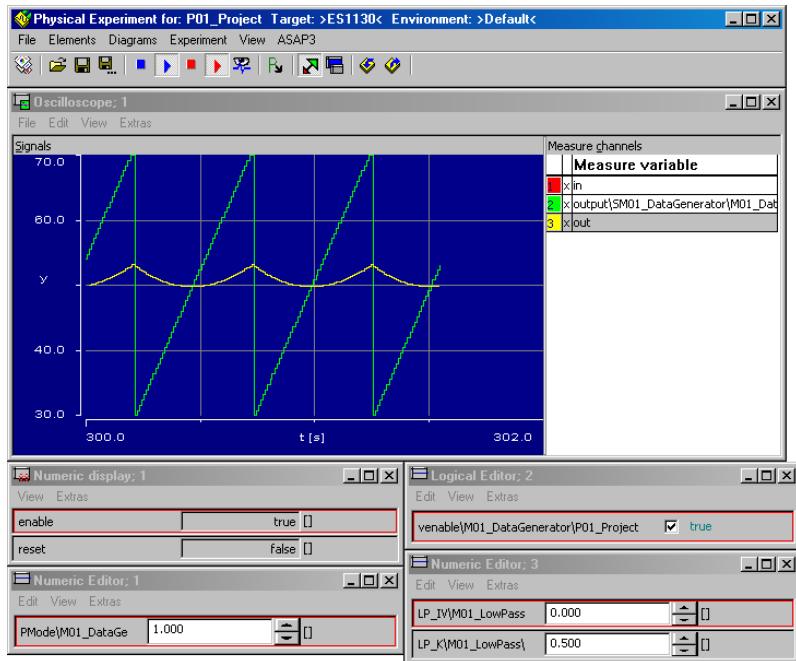 Physical Experiment for: P01_Project Target: >ES1130< Environment: >Default<
File Elements Diagrams Experiment View ASAP3
Oscilloscope; 1
File Edit View Extras
Signals
Measure channels
Measure variable
1 x in
2 x output\SM01_DataGenerator\M01_Dat
3 x out
70.0
60.0
y
40.0
30.0
300.0 t [s] 302.0
Numeric display; 1
View Extras
enable true []
reset false []
Numeric Editor; 1
Edit View Extras
PMode\M01_DataGe 1.000 []
Logical Editor; 2
Edit View Extras
venable\M01_DataGenerator\P01_Project true
Numeric Editor; 3
Edit View Extras
LP_IV\M01_LowPass 0.000 []
LP_K\M01_LowPass\ 0.500 []